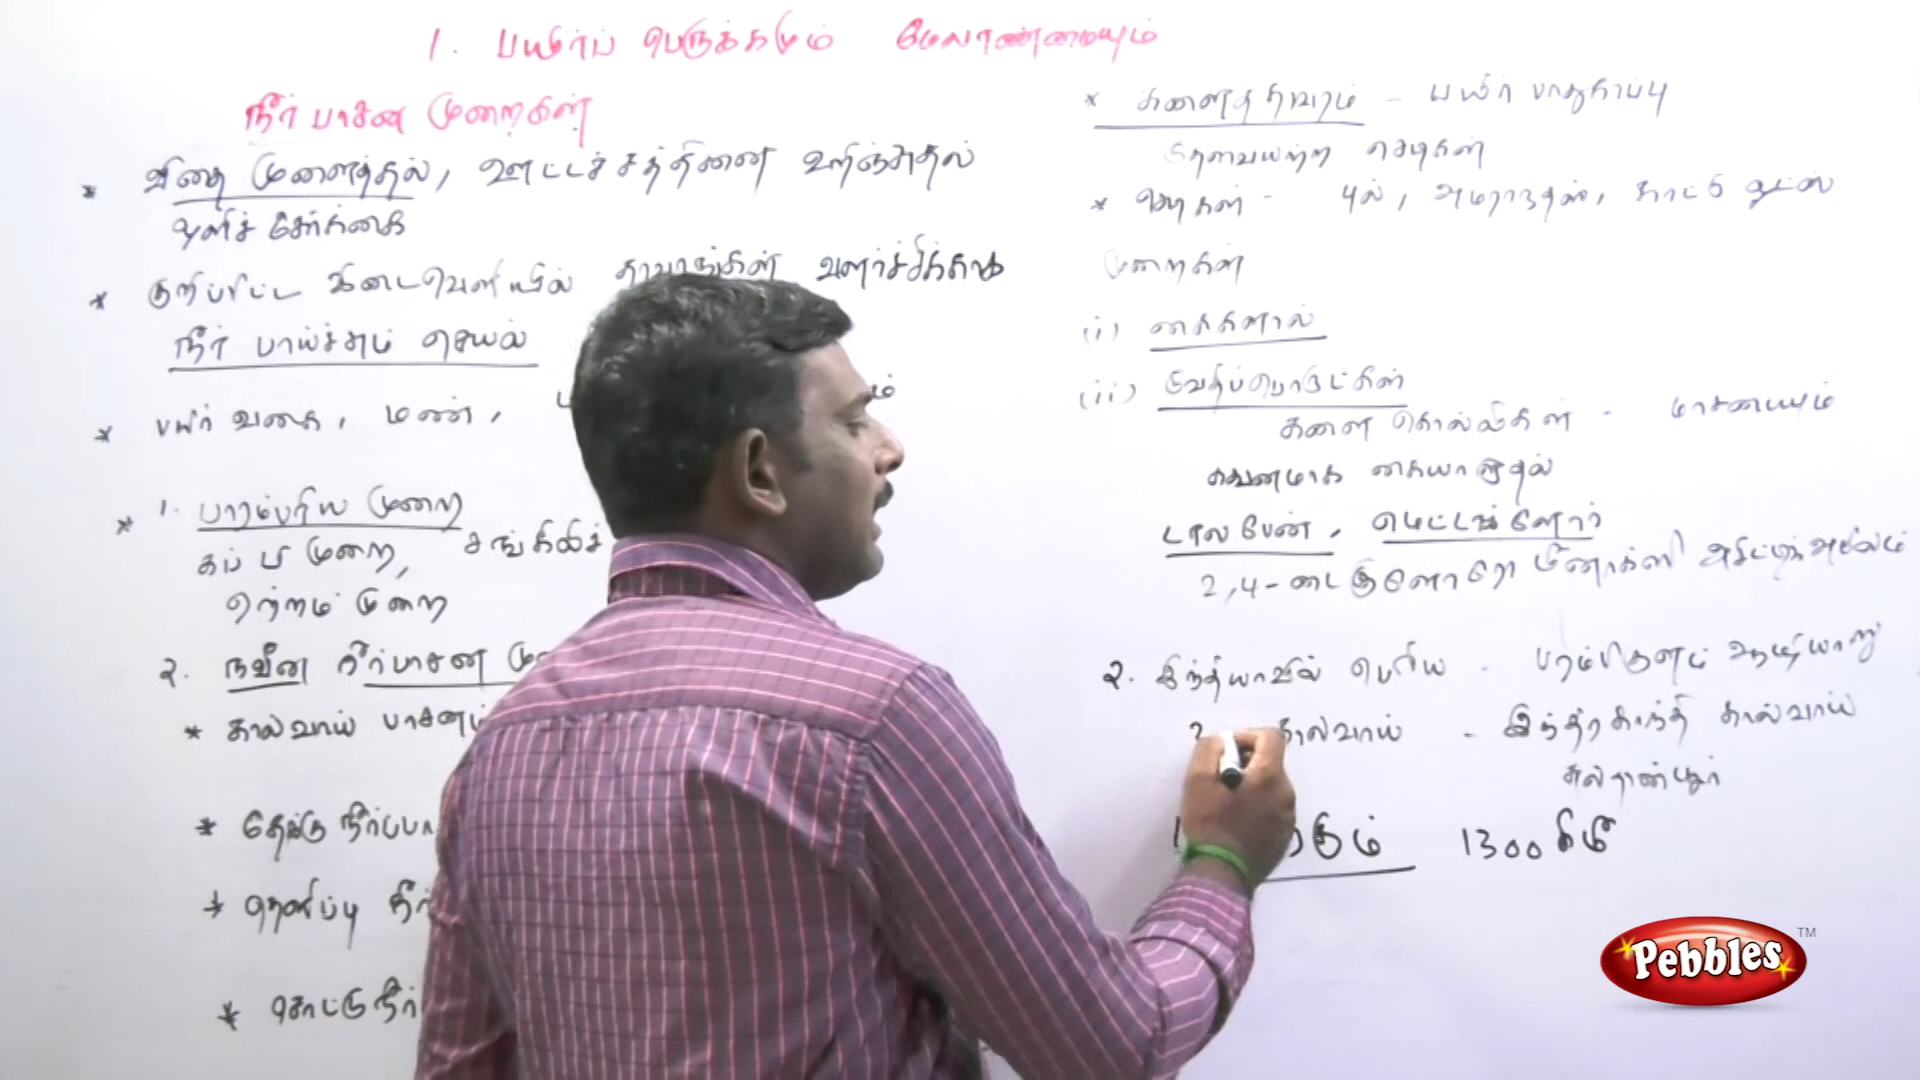 1. பயிர்ப் பெருக்கமும் மேலாண்மையும்
நீர் பாசன முறைகள்
* விதை முளைத்தல், ஊட்டச்சத்தினை உறிஞ்சுதல்
ஒளிச் சேர்க்கை
* குறிப்பிட்ட இடைவெளியில் தாவரங்கள் வளர்ச்சிக்காக
நீர் பாய்ச்சும் செயல்
* பயிர் வகை, மண்,
* 1. பாரம்பரிய முறை
கப்பி முறை, சங்கிலிச்
ஏற்றம் முறை
2. நவீன நீர்பாசன
* கால்வாய் பாசனம்
* தேக்கு நீர்ப்பா
* தெளிப்பு நீர்
* சொட்டு நீர்
* களைத்தாவரம் - பயிர் பாதுகாப்பு
தேவையற்ற செடிகள்
* களைகள் - புல், அமராந்தஸ், காட்டு ஓட்ஸ்
முறைகள்
(i) கைகளால்
(ii) வேதிப்பொருட்கள்
களை கொல்லிகள் -
கவனமாக கையாளுதல்
டாலபேன், மெட்டாக்ளோர்
2,4-டைகுளோரோ பீனாக்ஸி அசிட்டிக் அமிலம்
2. இந்தியாவில் பெரிய - பரம்பிகுளம் ஆழியாறு
கால்வாய் - இந்திரகாந்தி கால்வாய்
சுல்தான்பூர்
1300 கிமீ
Pebbles™